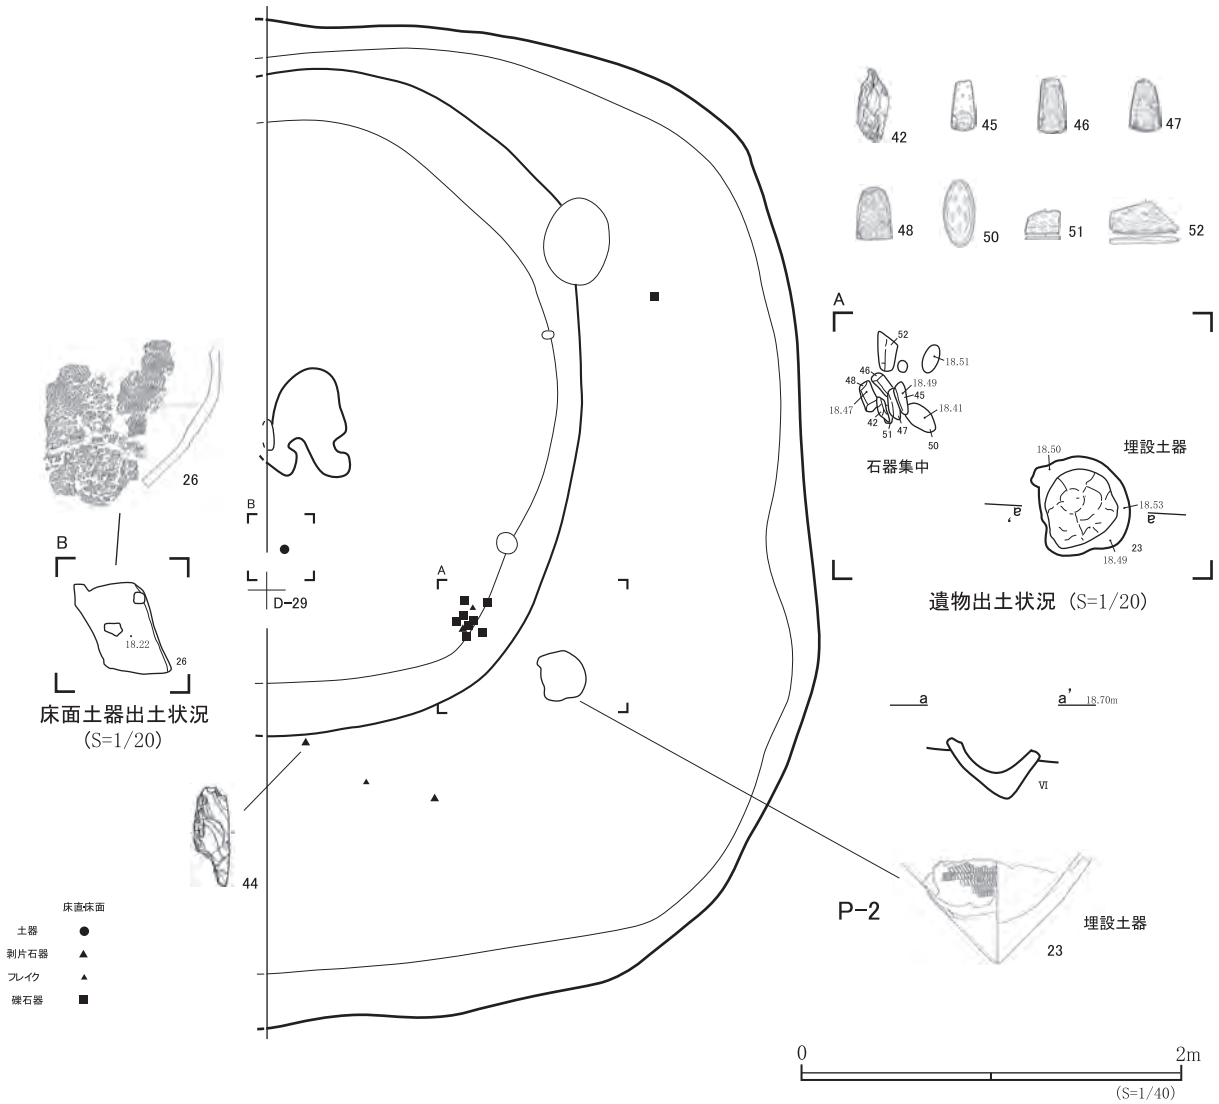 42
45
46
47
48
50
51
52
A
52
18.51
46
48
18.49
45
18.47
18.41
42
51
47
50
石器集中
埋設土器
18.50
18.53
a'
a
23
18.49
遺物出土状況 (S=1/20)
26
B
18.22
26
床面土器出土状況
(S=1/20)
B
D-29
A
a
a'
18.70m
Ⅵ
44
P-2
埋設土器
23
床直・床面
土器
剥片石器
フレイク
礫石器
0
2m
(S=1/40)